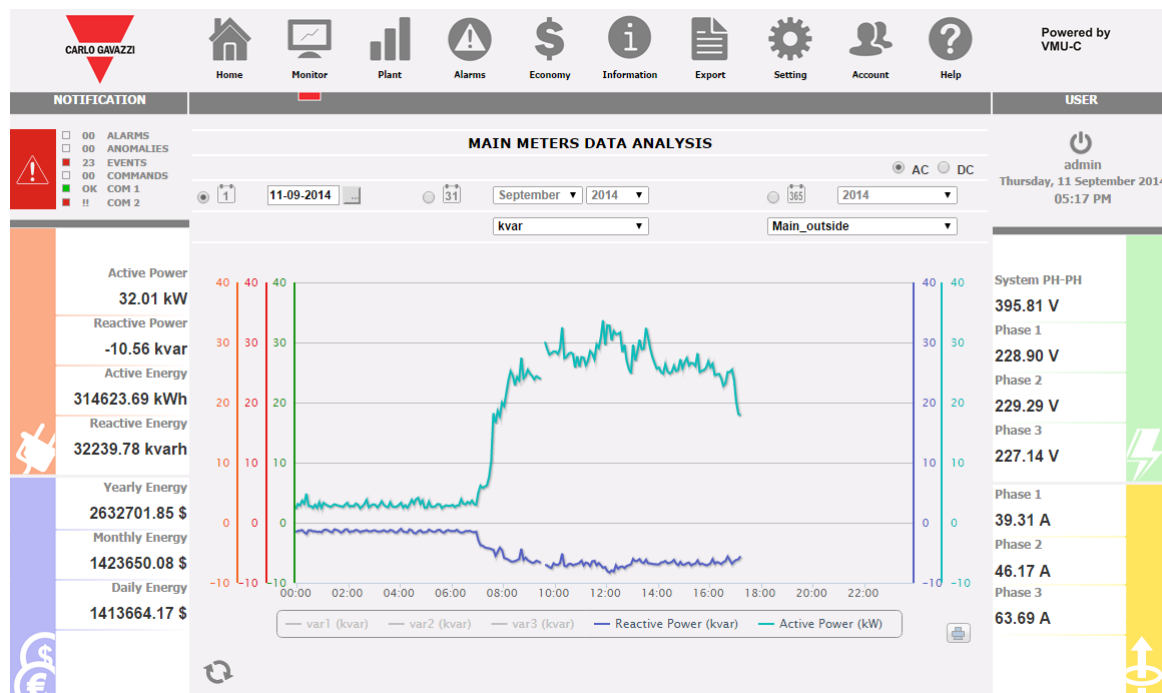 CARLO GAVAZZI
Home Monitor Plant Alarms Economy Information Export Setting Account Help
Powered by
VMU-C
NOTIFICATION
USER
00 ALARMS
00 ANOMALIES
23 EVENTS
00 COMMANDS
OK COM 1
!! COM 2
MAIN METERS DATA ANALYSIS
AC DC
1 11-09-2014 ... 31 September 2014 365 2014
kvar Main_outside
admin
Thursday, 11 September 2014
05:17 PM
Active Power
32.01 kW
Reactive Power
-10.56 kvar
Active Energy
314623.69 kWh
Reactive Energy
32239.78 kvarh
Yearly Energy
2632701.85 $
Monthly Energy
1423650.08 $
Daily Energy
1413664.17 $
40 40 40 40 40
30 30 30 30 30
20 20 20 20 20
10 10 10 10 10
0 0 0 0 0
-10 -10 -10 -10 -10
00:00 02:00 04:00 06:00 08:00 10:00 12:00 14:00 16:00 18:00 20:00 22:00
var1 (kvar) var2 (kvar) var3 (kvar) Reactive Power (kvar) Active Power (kW)
System PH-PH
395.81 V
Phase 1
228.90 V
Phase 2
229.29 V
Phase 3
227.14 V
Phase 1
39.31 A
Phase 2
46.17 A
Phase 3
63.69 A